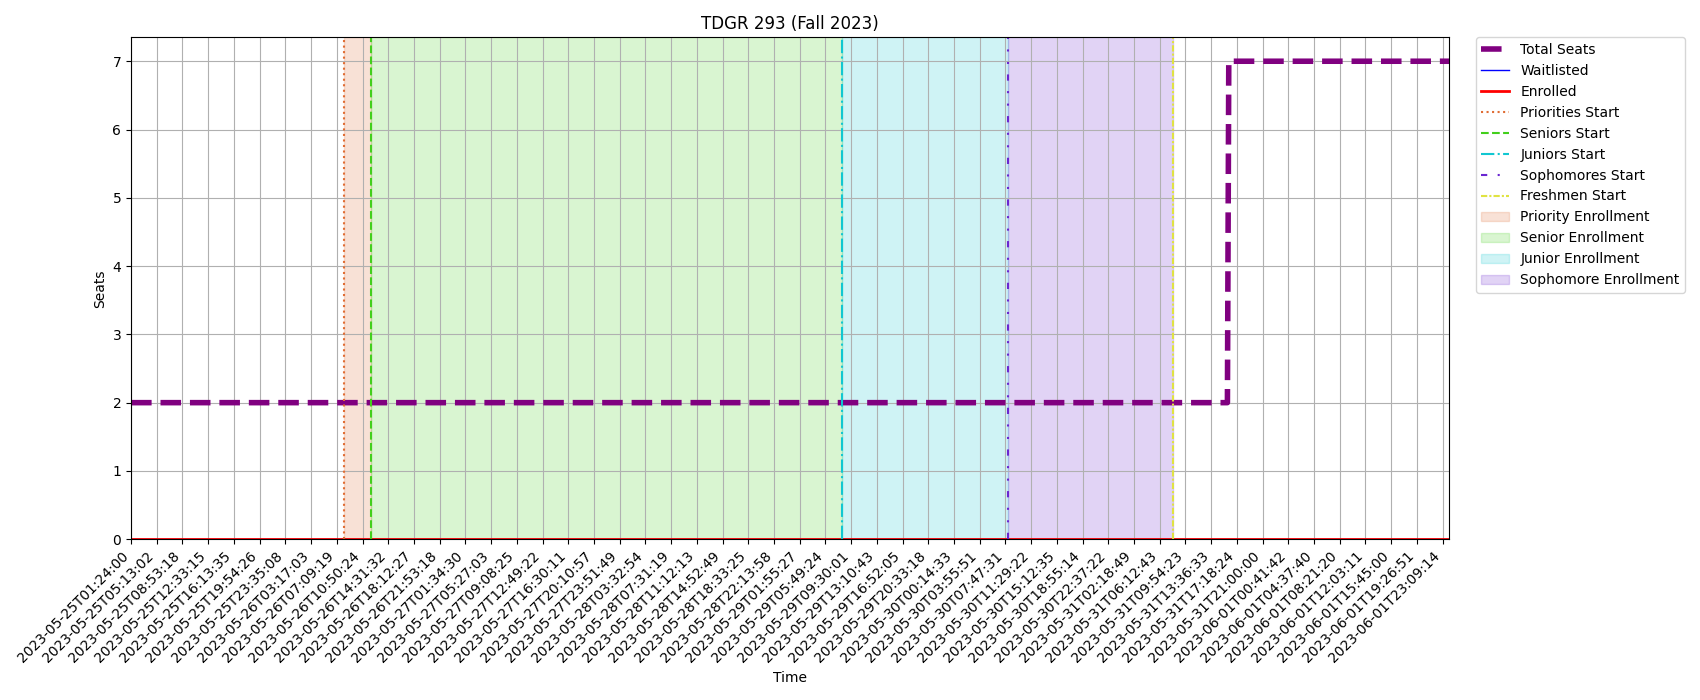 TDGR 293 (Fall 2023)
7
6
5
4
3
2
1
0
Seats
2023-05-25T01:24:00
2023-05-25T05:13:02
2023-05-25T08:53:18
2023-05-25T12:33:15
2023-05-25T16:13:35
2023-05-25T19:54:26
2023-05-25T23:35:08
2023-05-26T03:17:03
2023-05-26T07:09:19
2023-05-26T10:50:24
2023-05-26T14:31:32
2023-05-26T18:12:27
2023-05-26T21:53:18
2023-05-27T01:34:30
2023-05-27T05:27:03
2023-05-27T09:08:25
2023-05-27T12:49:22
2023-05-27T16:30:11
2023-05-27T20:10:57
2023-05-27T23:51:49
2023-05-28T03:32:54
2023-05-28T07:31:19
2023-05-28T11:12:13
2023-05-28T14:52:49
2023-05-28T18:33:25
2023-05-28T22:13:58
2023-05-29T01:55:27
2023-05-29T05:49:24
2023-05-29T09:30:01
2023-05-29T13:10:43
2023-05-29T16:52:05
2023-05-29T20:33:18
2023-05-30T00:14:33
2023-05-30T03:55:51
2023-05-30T07:47:31
2023-05-30T11:29:22
2023-05-30T15:12:35
2023-05-30T18:55:14
2023-05-30T22:37:22
2023-05-31T02:18:49
2023-05-31T06:12:43
2023-05-31T09:54:23
2023-05-31T13:36:33
2023-05-31T17:18:24
2023-05-31T21:00:00
2023-06-01T00:41:42
2023-06-01T04:37:40
2023-06-01T08:21:20
2023-06-01T12:03:11
2023-06-01T15:45:00
2023-06-01T19:26:51
2023-06-01T23:09:14
Time
Total Seats
Waitlisted
Enrolled
Priorities Start
Seniors Start
Juniors Start
Sophomores Start
Freshmen Start
Priority Enrollment
Senior Enrollment
Junior Enrollment
Sophomore Enrollment